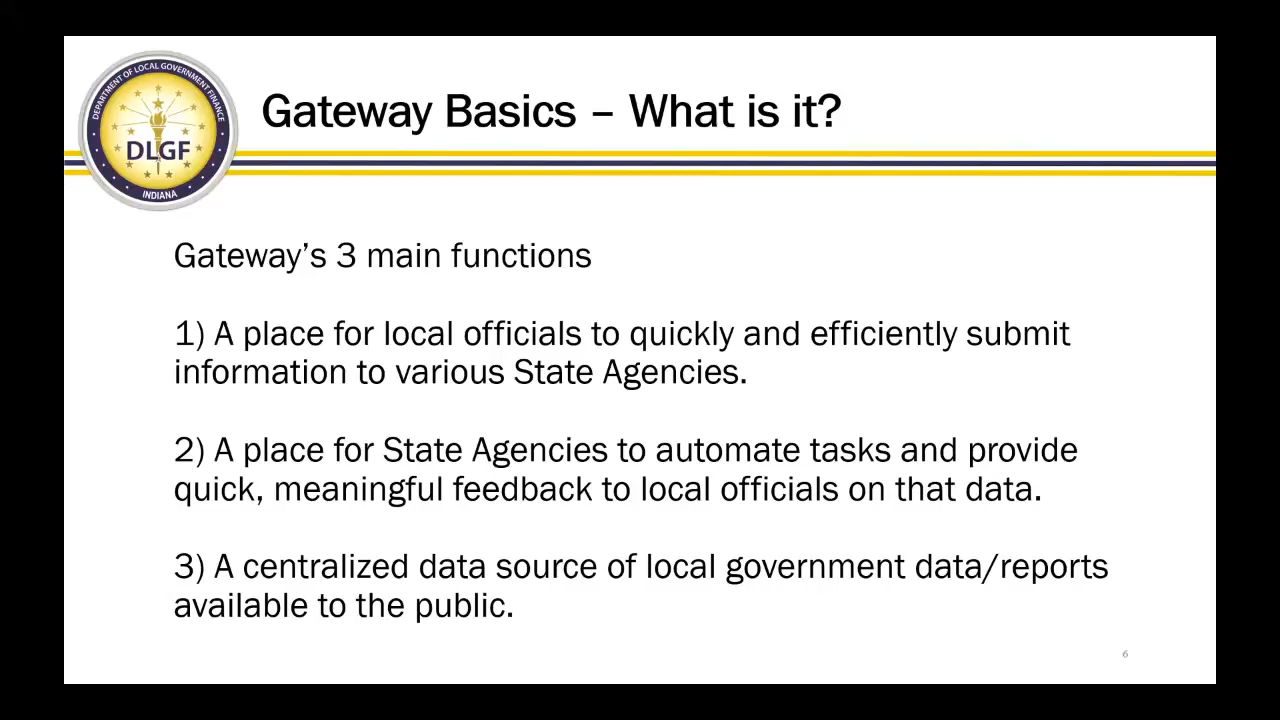 DEPARTMENT OF LOCAL GOVERNMENT FINANCE
DLGF
INDIANA
Gateway Basics – What is it?
Gateway’s 3 main functions
1) A place for local officials to quickly and efficiently submit
information to various State Agencies.
2) A place for State Agencies to automate tasks and provide
quick, meaningful feedback to local officials on that data.
3) A centralized data source of local government data/reports
available to the public.
6